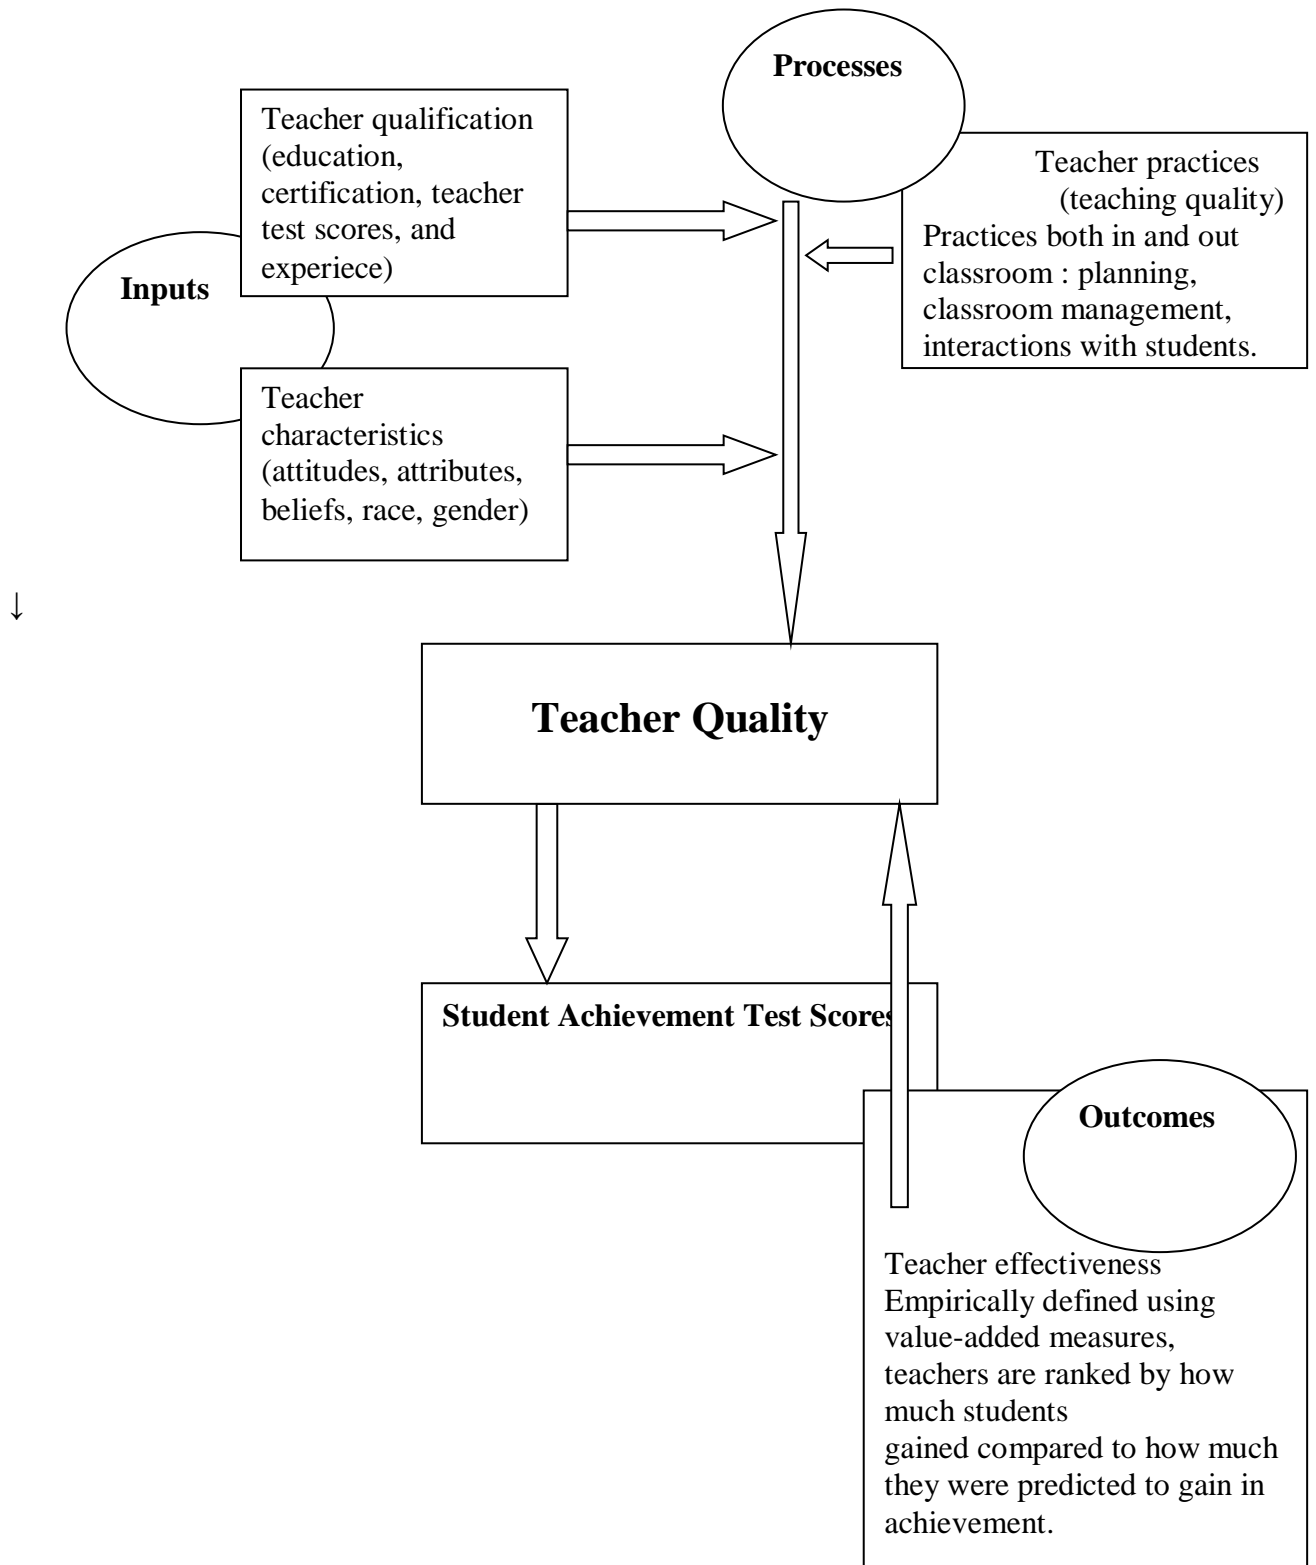 Processes
Teacher qualification
(education,
certification, teacher
test scores, and
experiece)
Teacher practices
(teaching quality)
Practices both in and out
classroom : planning,
classroom management,
interactions with students.
Inputs
Teacher
characteristics
(attitudes, attributes,
beliefs, race, gender)
↓
Teacher Quality
Student Achievement Test Scores
Outcomes
Teacher effectiveness
Empirically defined using
value-added measures,
teachers are ranked by how
much students
gained compared to how much
they were predicted to gain in
achievement.